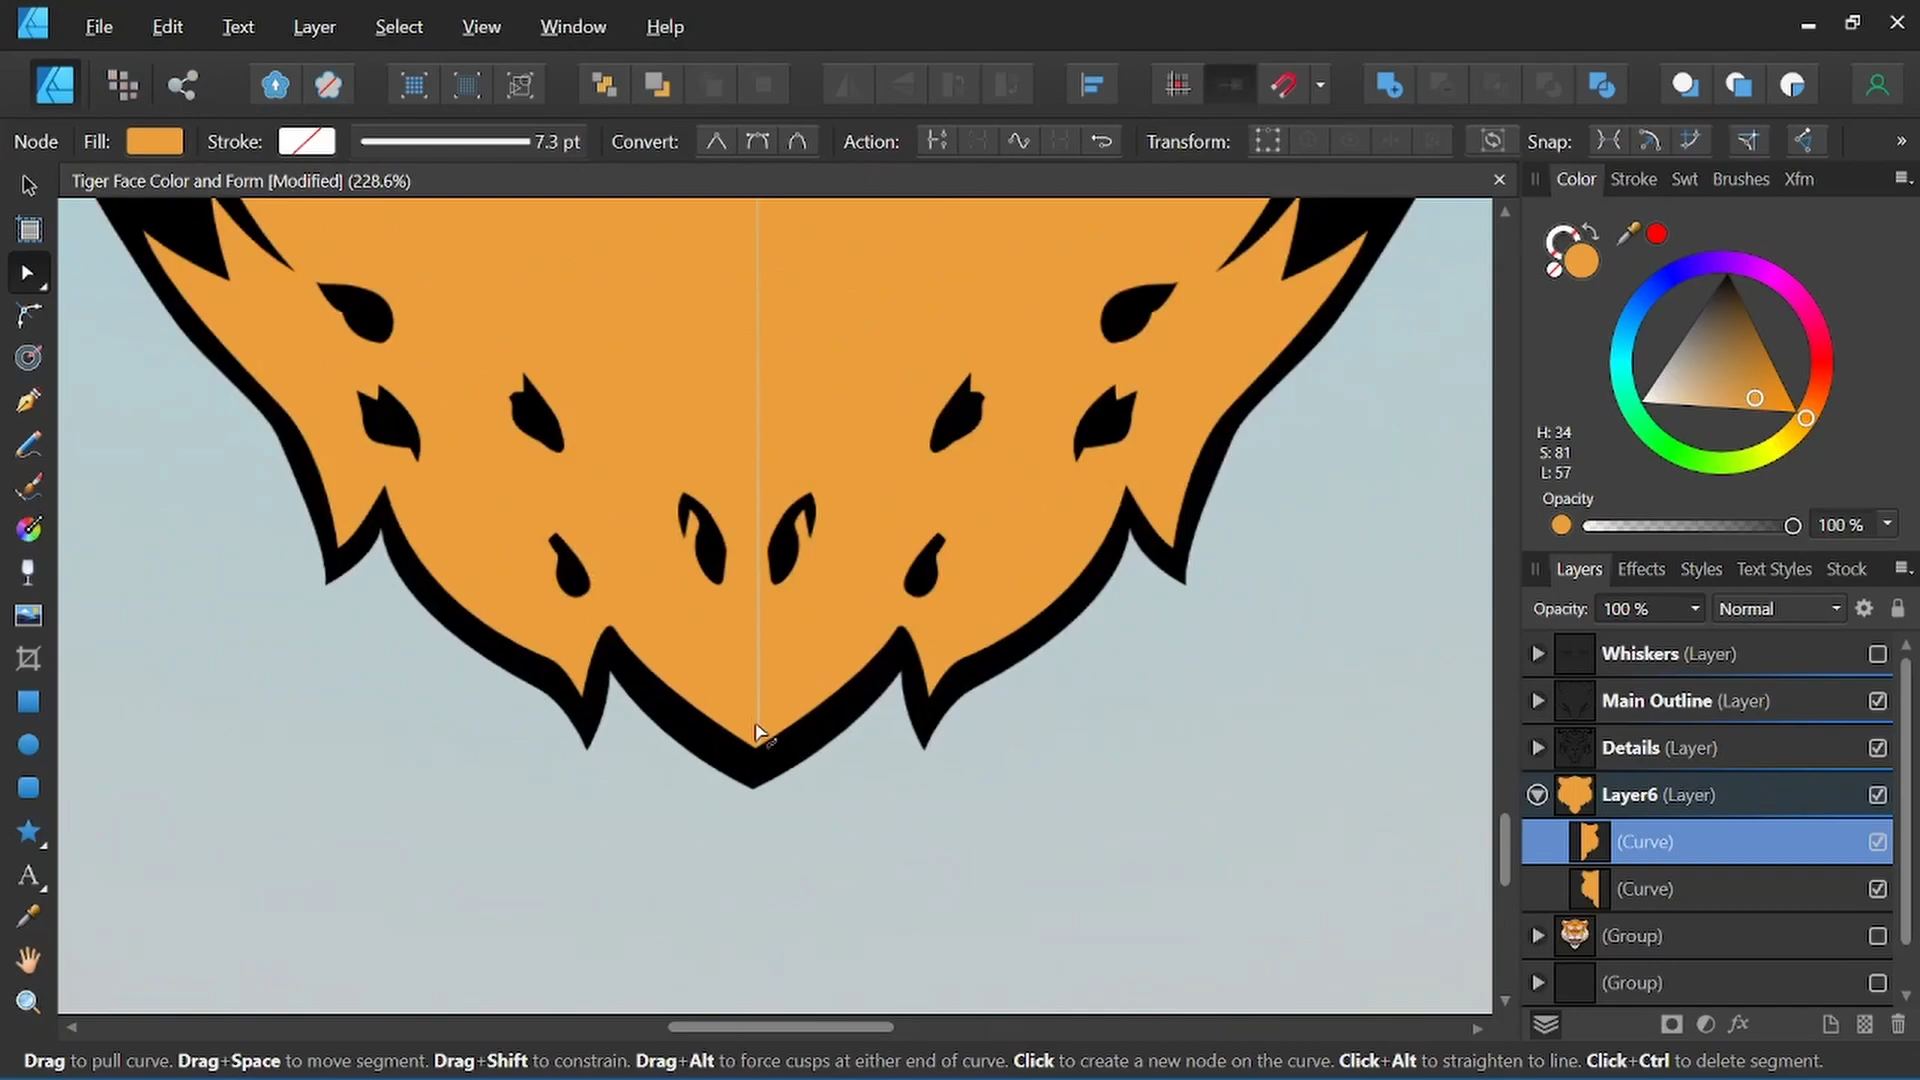 File Edit Text Layer Select View Window Help
Node Fill: Stroke: 7.3 pt Convert: Action: Transform: Snap: »
Tiger Face Color and Form [Modified] (228.6%)
Color Stroke Swt Brushes Xfm
H: 34
S: 81
L: 57
Opacity
100 %
Layers Effects Styles Text Styles Stock
Opacity: 100 % Normal
Whiskers (Layer)
Main Outline (Layer)
Details (Layer)
Layer6 (Layer)
(Curve)
(Curve)
(Group)
(Group)
Drag to pull curve. Drag+Space to move segment. Drag+Shift to constrain. Drag+Alt to force cusps at either end of curve. Click to create a new node on the curve. Click+Alt to straighten to line. Click+Ctrl to delete segment.